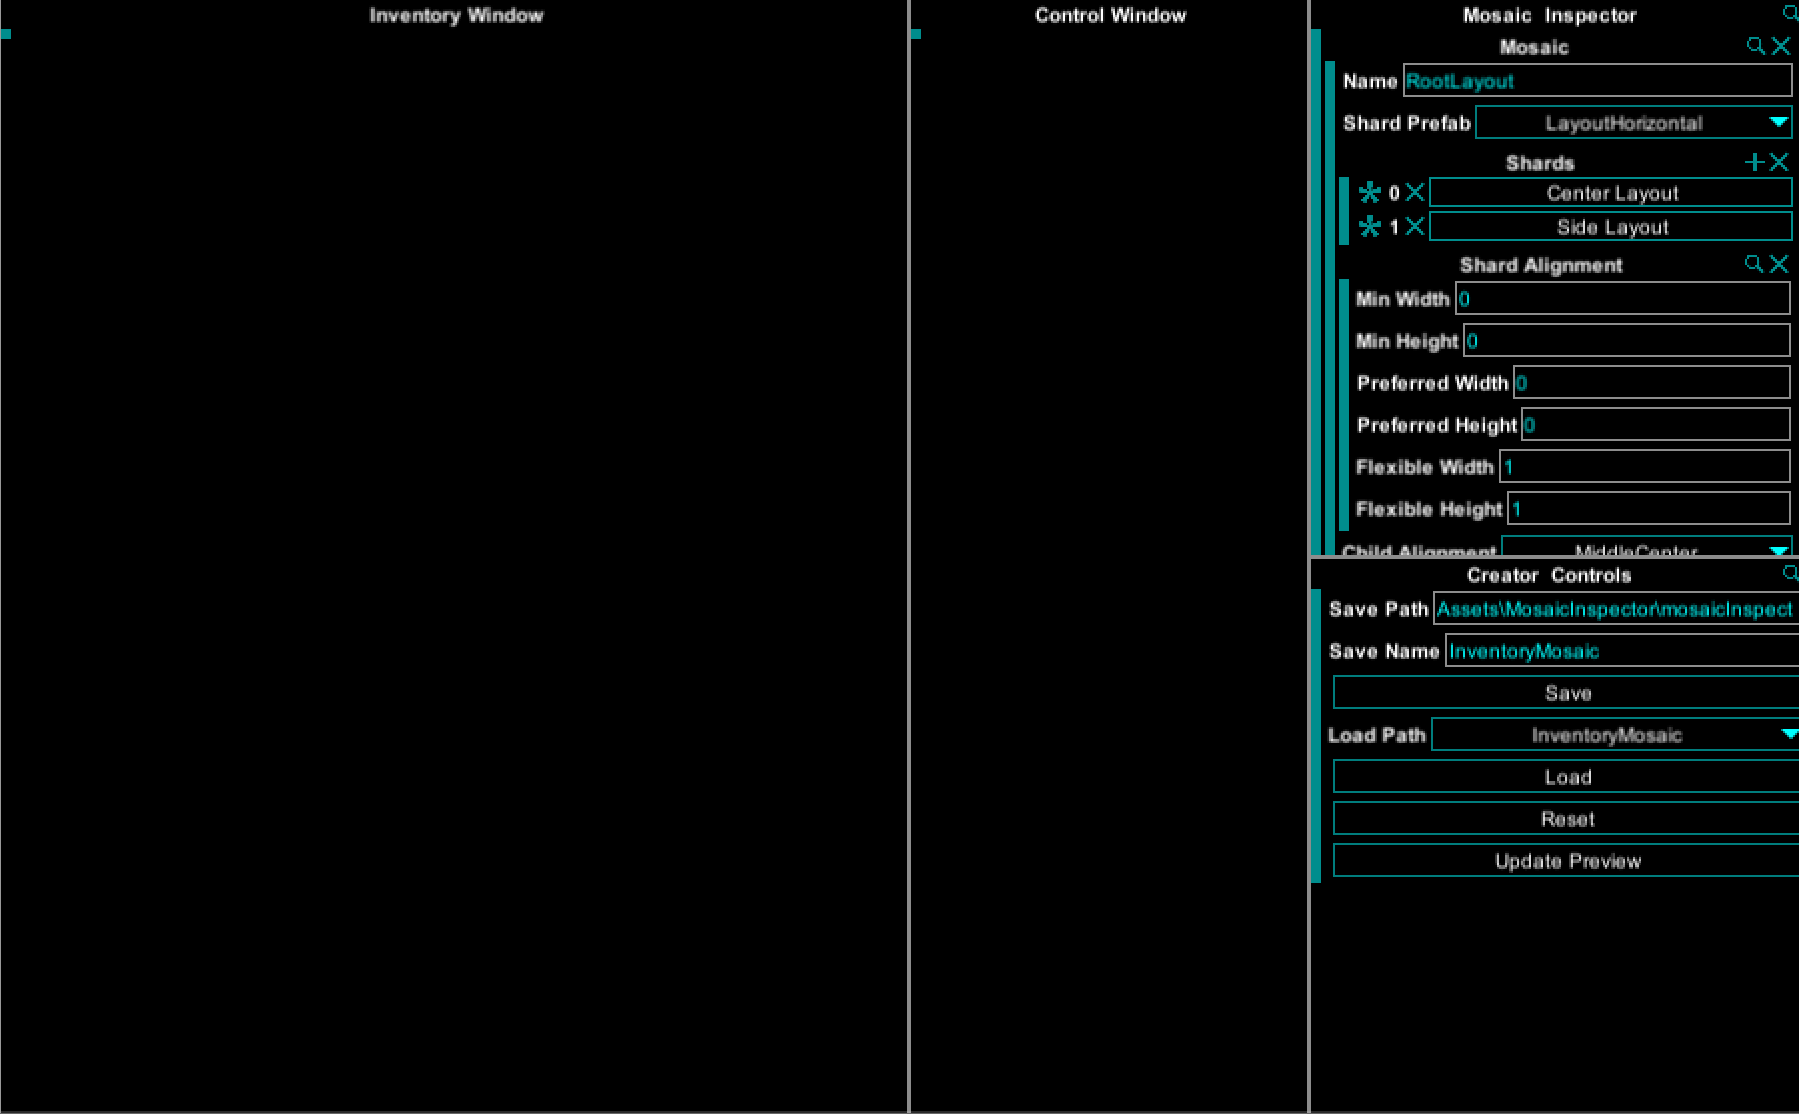 Inventory Window
Control Window
Mosaic Inspector
Mosaic
Name RootLayout
Shard Prefab LayoutHorizontal
Shards
0 Center Layout
1 Side Layout
Shard Alignment
Min Width 0
Min Height 0
Preferred Width 0
Preferred Height 0
Flexible Width 1
Flexible Height 1
Child Alignment MiddleCenter
Creator Controls
Save Path Assets\MosaicInspector\mosaicInspect
Save Name InventoryMosaic
Save
Load Path InventoryMosaic
Load
Reset
Update Preview